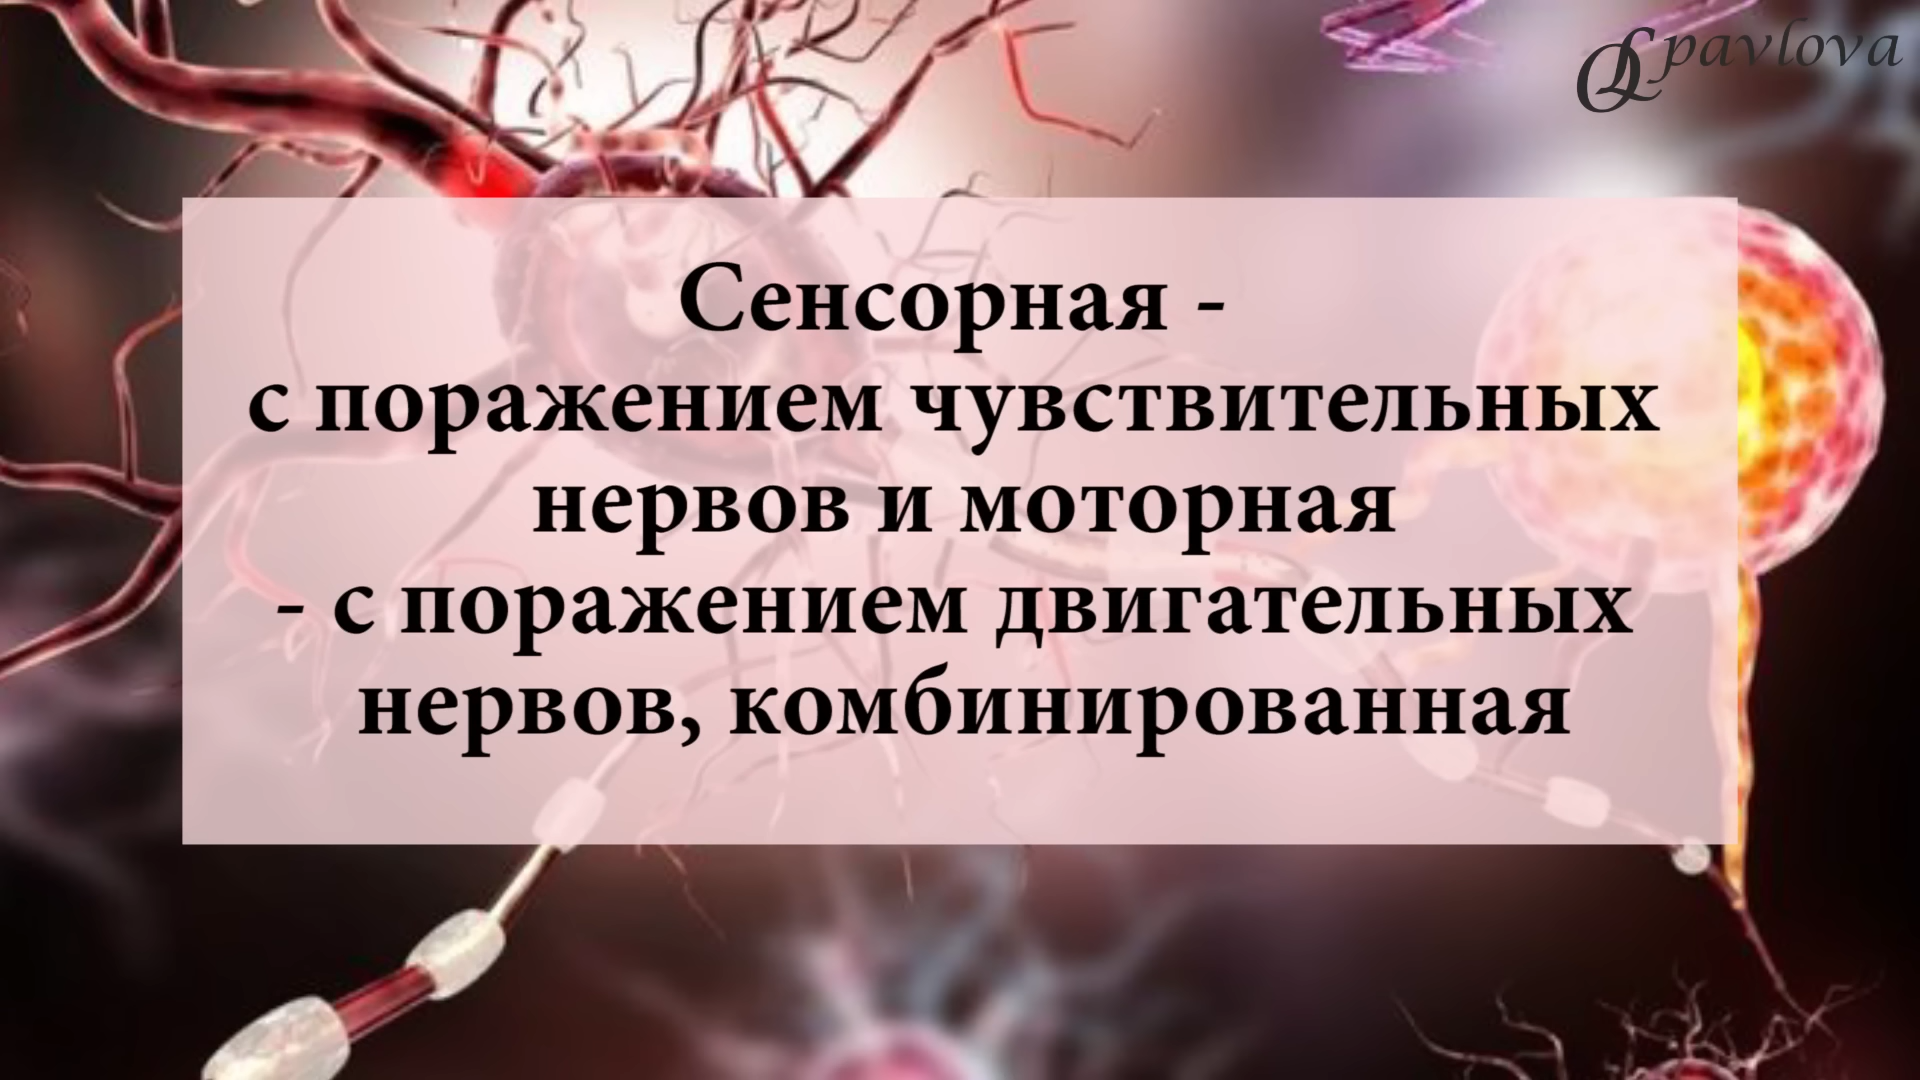 pavlova
Сенсорная -
с поражением чувствительных
нервов и моторная
- с поражением двигательных
нервов, комбинированная